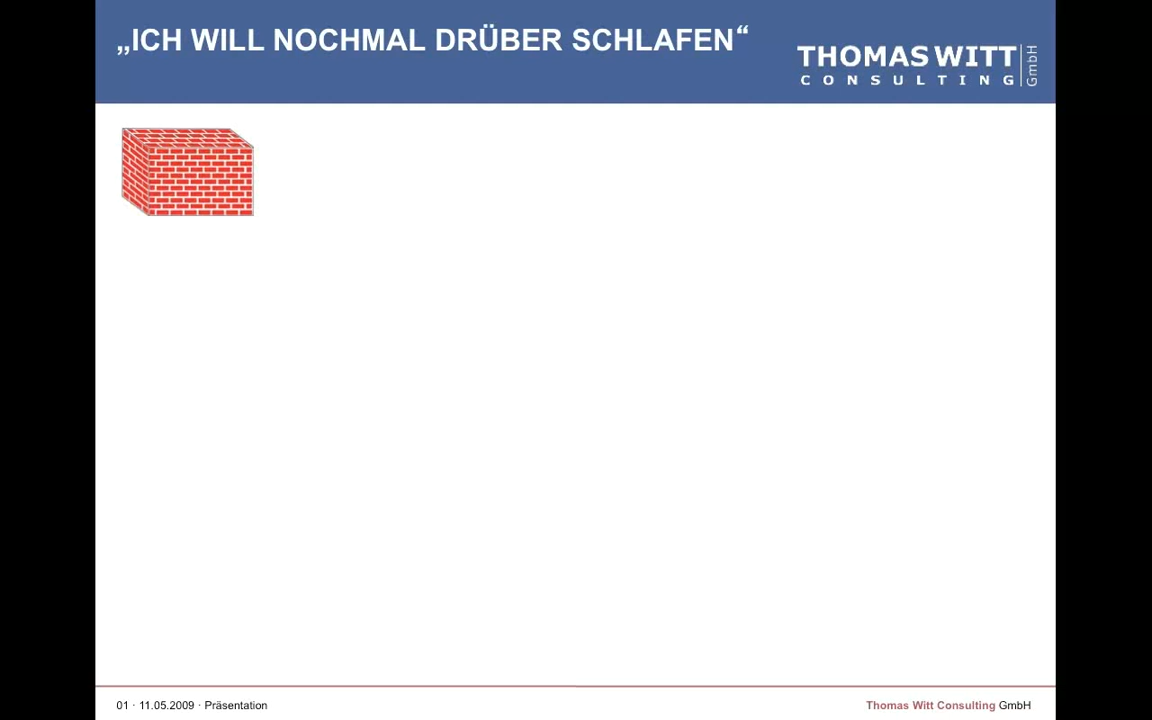 „ICH WILL NOCHMAL DRÜBER SCHLAFEN“
THOMAS WITT
CONSULTING
GmbH
01 · 11.05.2009 · Präsentation
Thomas Witt Consulting GmbH